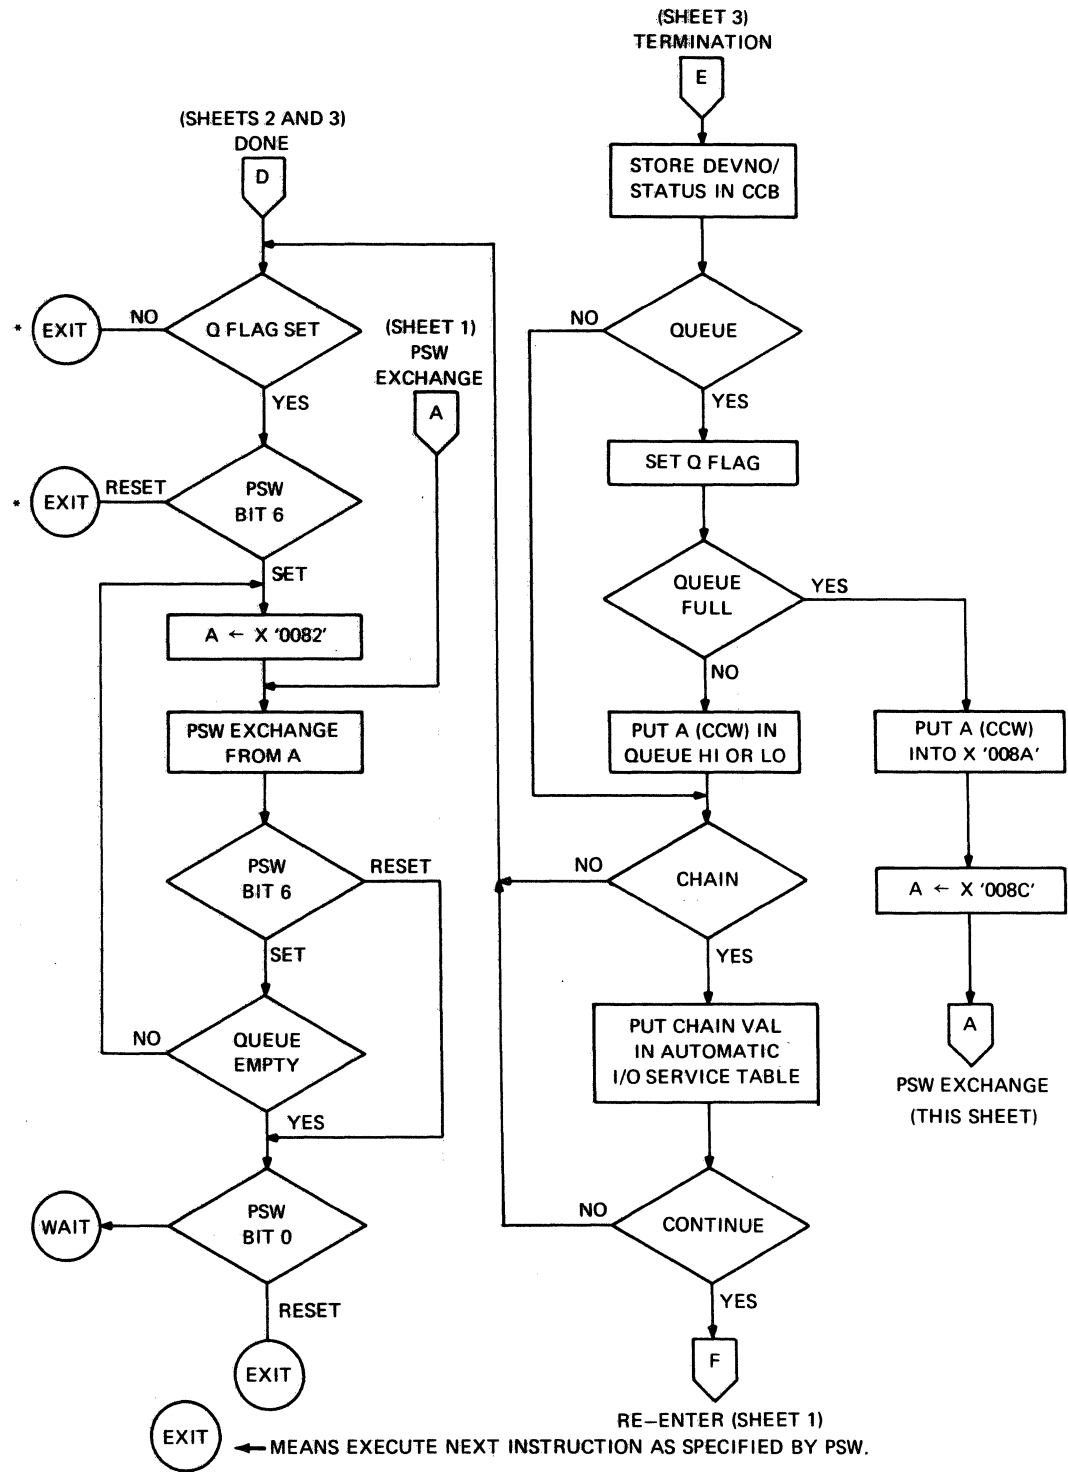 (SHEET 3)
TERMINATION
E
STORE DEVNO/
STATUS IN CCB
QUEUE
NO
YES
SET Q FLAG
QUEUE
FULL
YES
NO
PUT A (CCW) IN
QUEUE HI OR LO
PUT A (CCW)
INTO X '008A'
A ← X '008C'
A
PSW EXCHANGE
(THIS SHEET)
CHAIN
NO
YES
PUT CHAIN VAL
IN AUTOMATIC
I/O SERVICE TABLE
CONTINUE
NO
YES
F
RE–ENTER (SHEET 1)
(SHEETS 2 AND 3)
DONE
D
Q FLAG SET
NO
* EXIT
YES
(SHEET 1)
PSW
EXCHANGE
A
PSW
BIT 6
RESET
* EXIT
SET
A ← X '0082'
PSW EXCHANGE
FROM A
PSW
BIT 6
RESET
SET
QUEUE
EMPTY
NO
YES
PSW
BIT 0
WAIT
RESET
EXIT
EXIT ← MEANS EXECUTE NEXT INSTRUCTION AS SPECIFIED BY PSW.